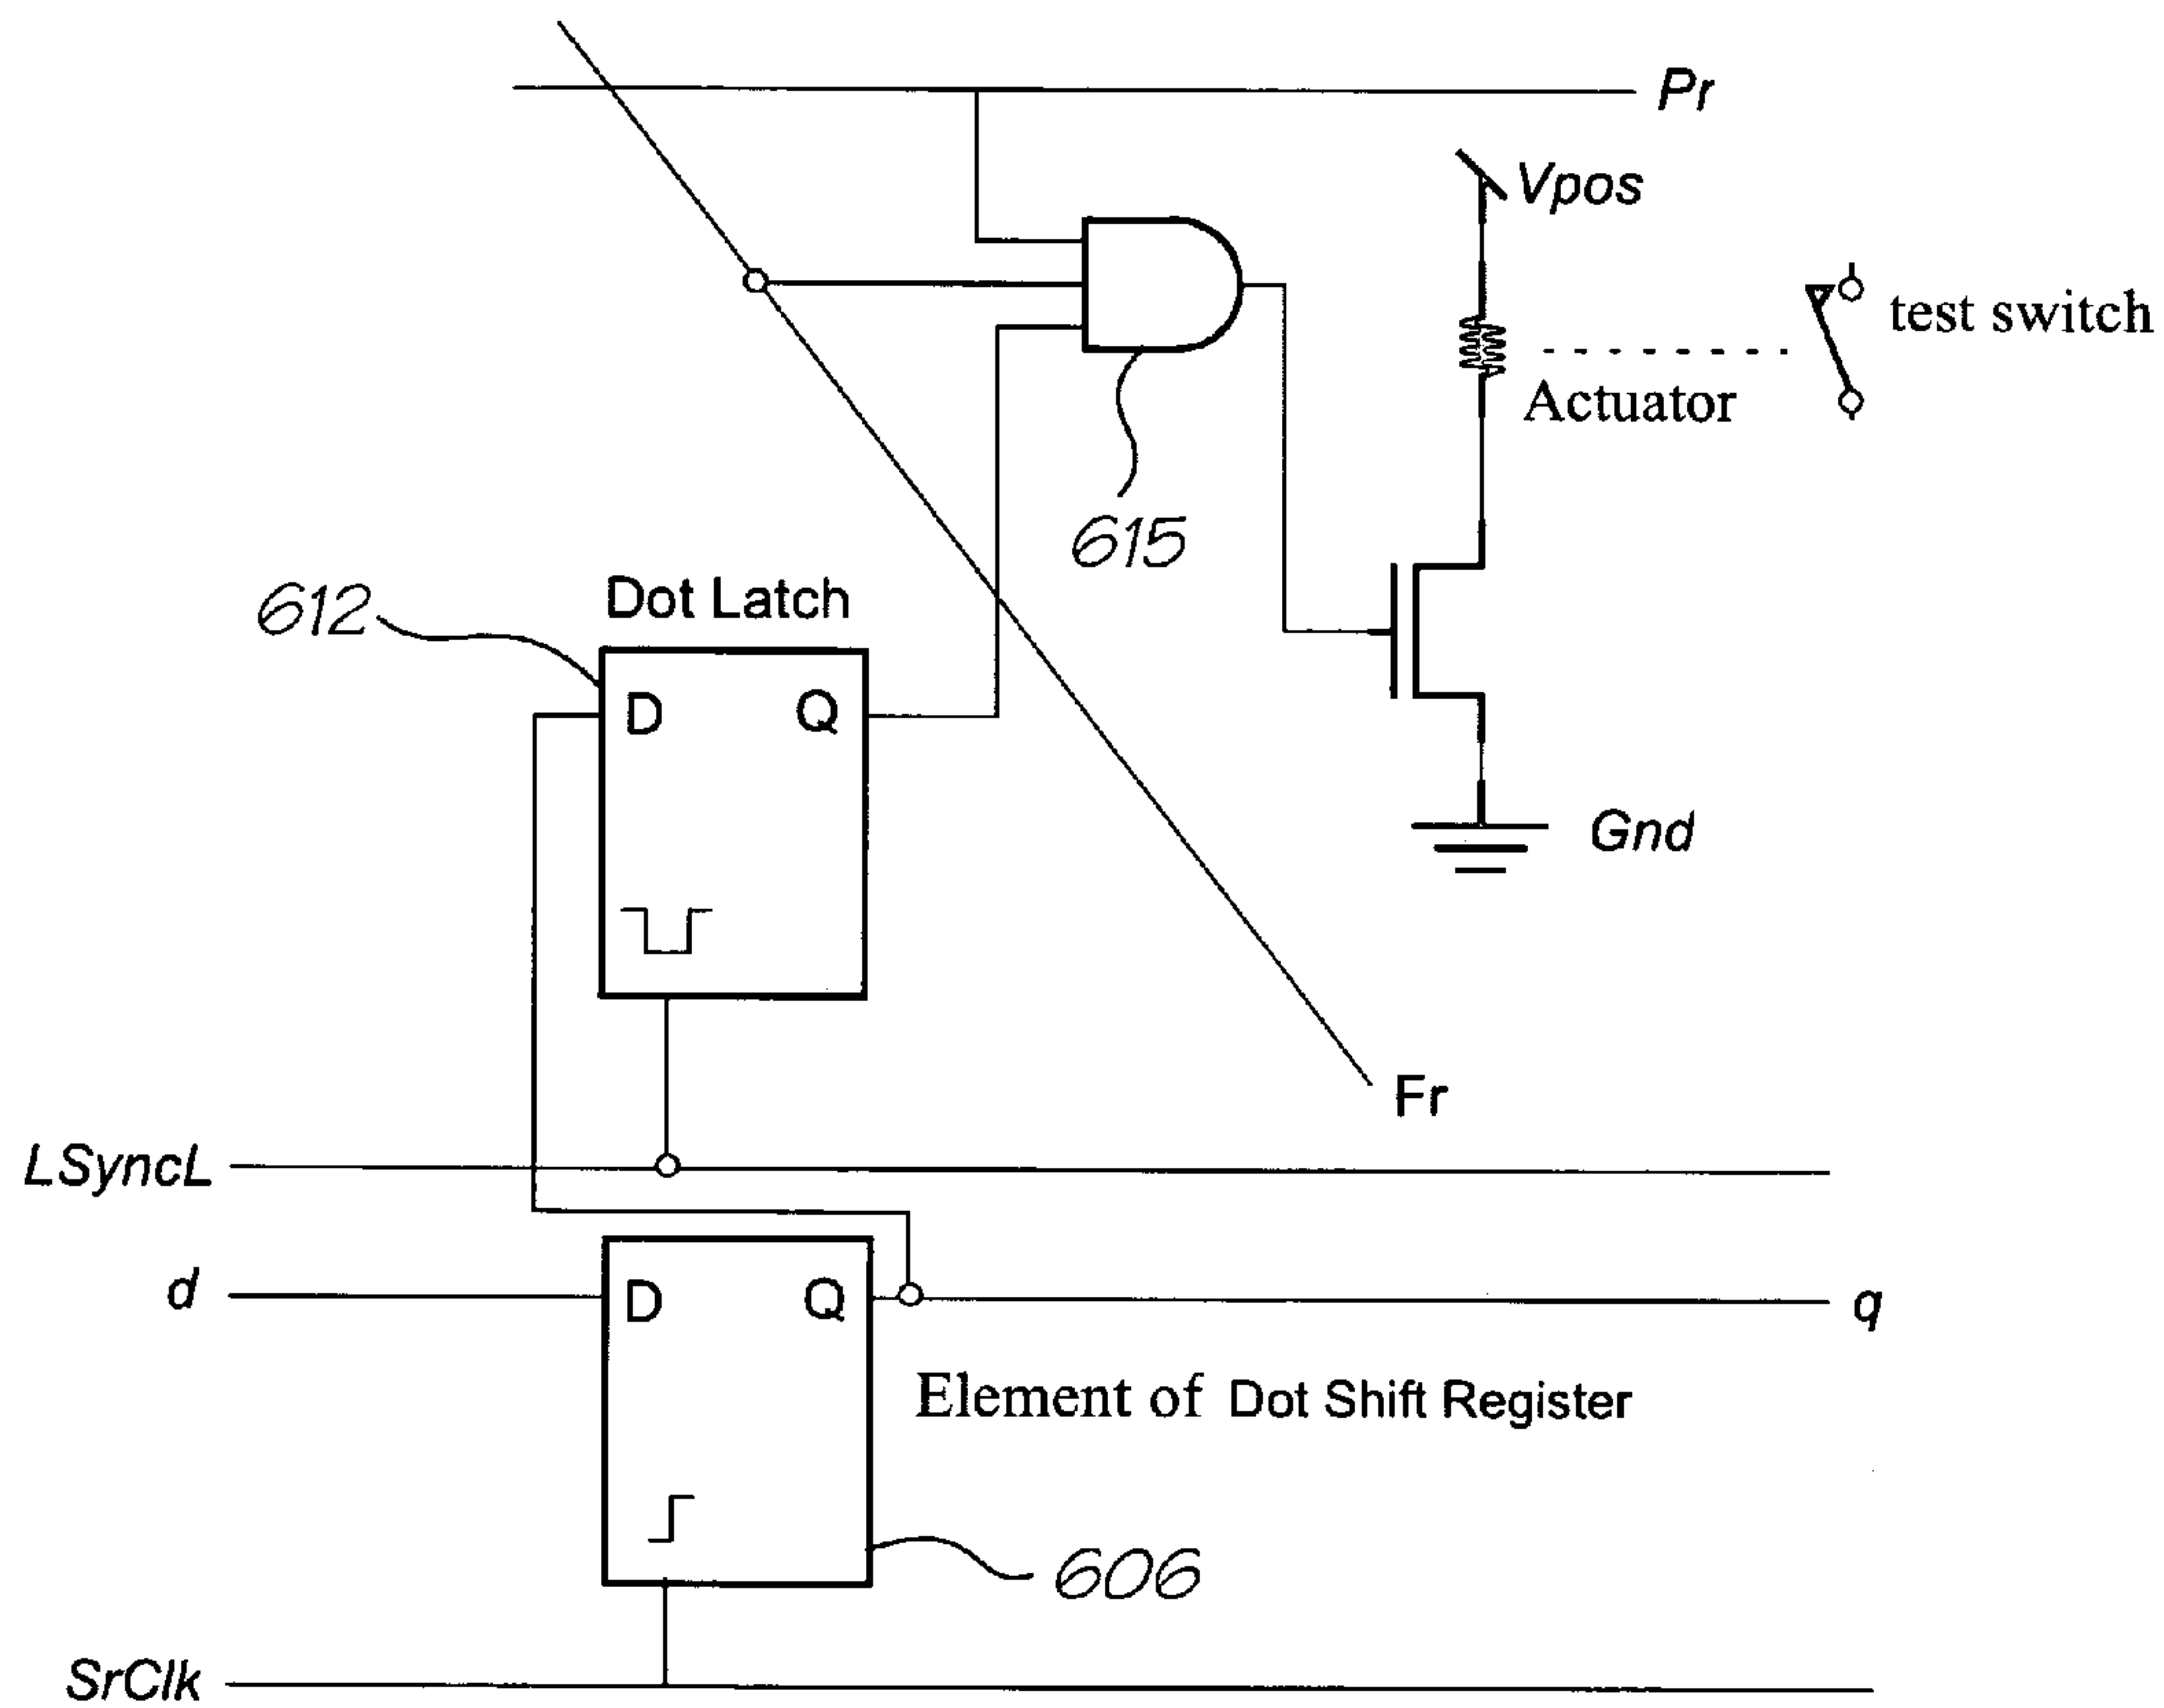 Pr
Vpos
test switch
Actuator
615
612
Dot Latch
D
Q
Gnd
Fr
LSyncL
d
D
Q
q
Element of Dot Shift Register
606
SrClk